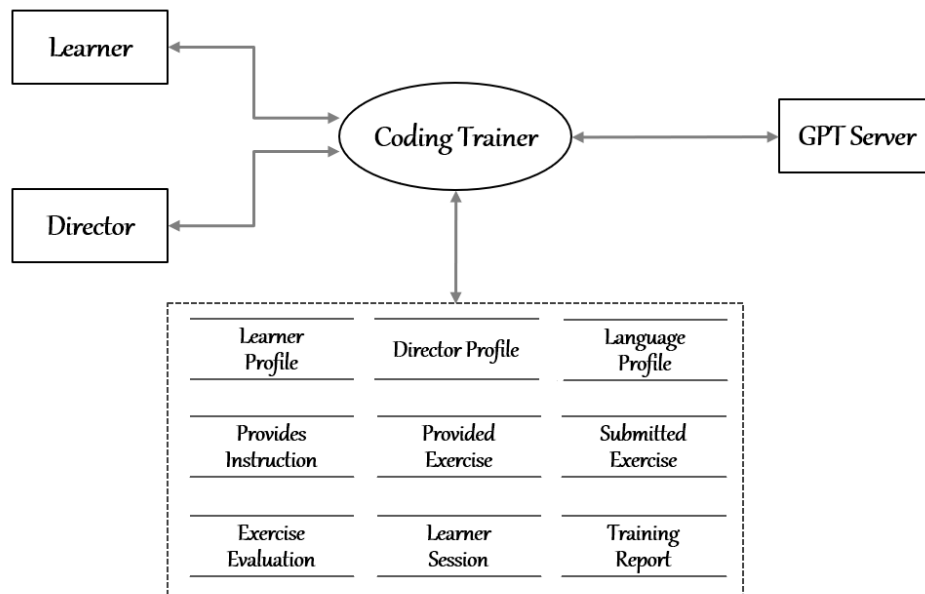 Learner
Coding Trainer
GPT Server
Director
Learner
Profile
Director Profile
Language
Profile
Provides
Instruction
Provided
Exercise
Submitted
Exercise
Exercise
Evaluation
Learner
Session
Training
Report